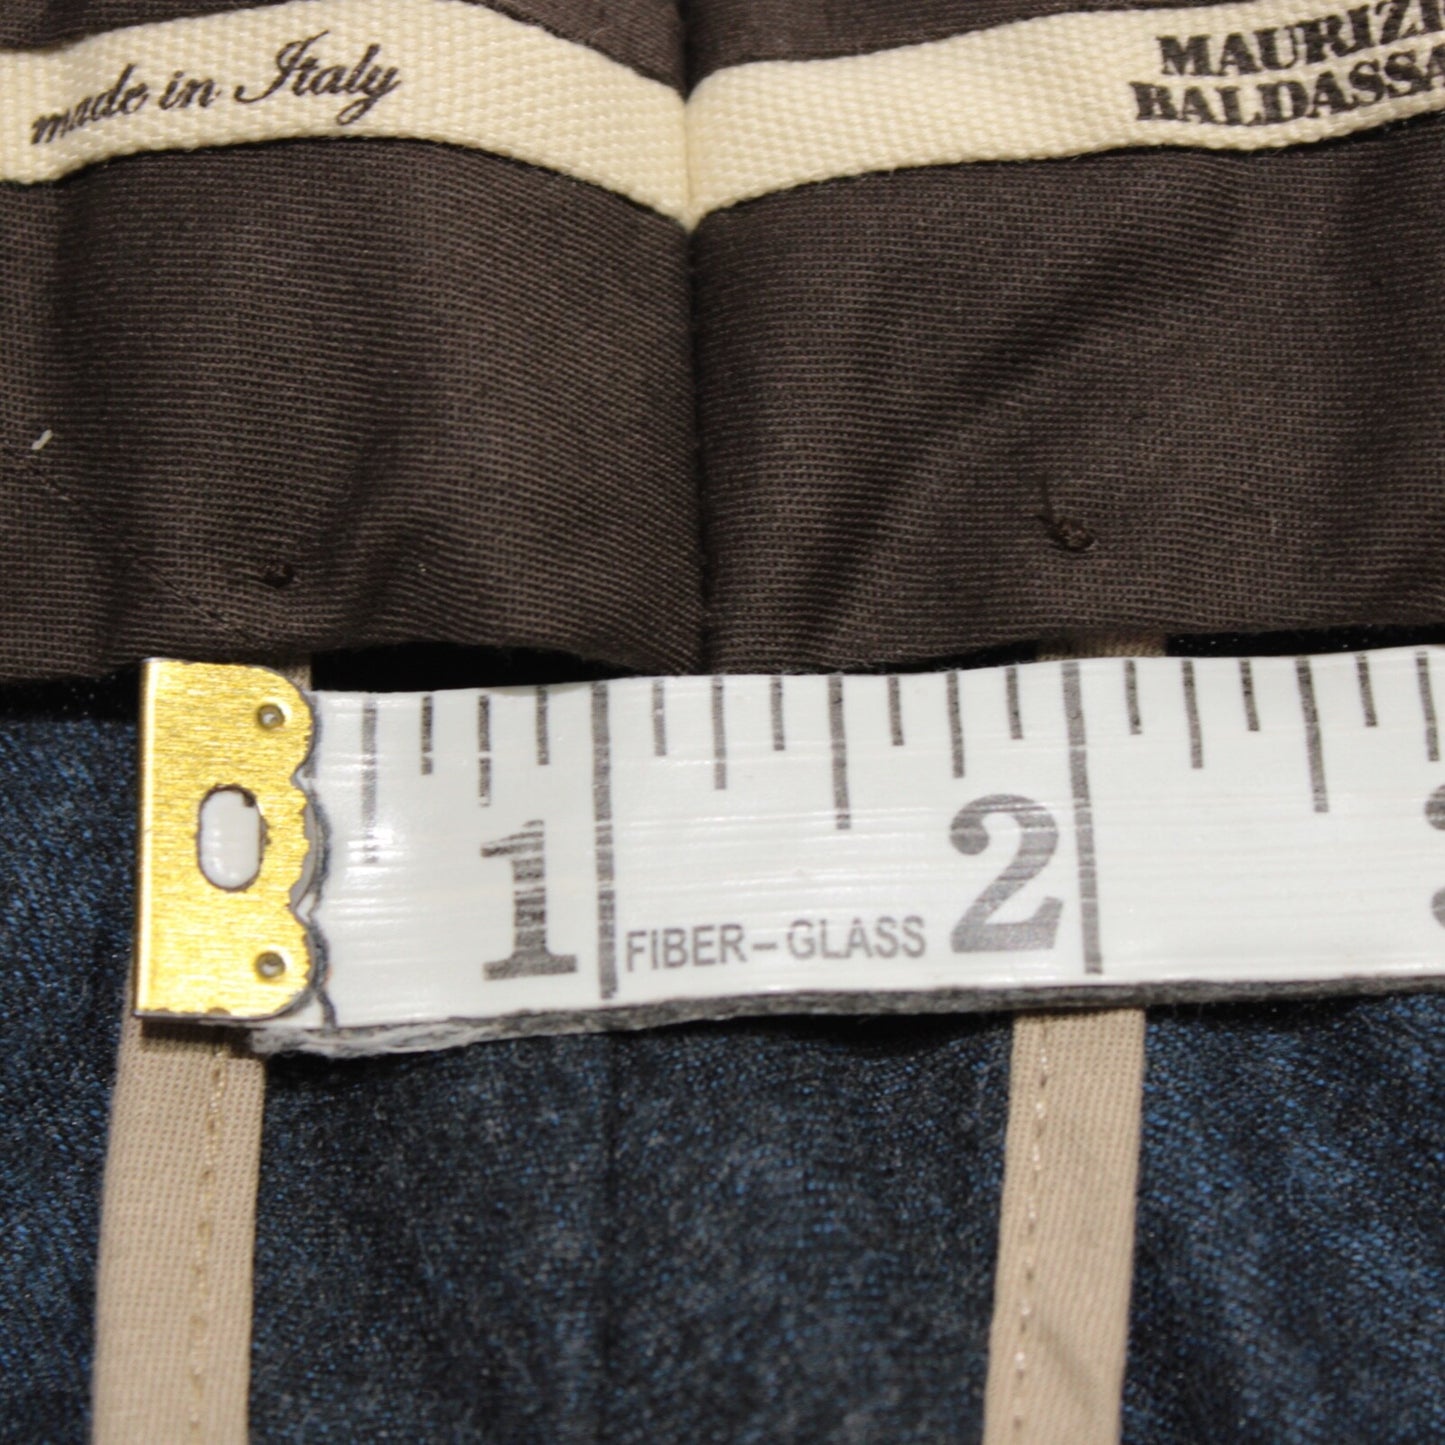 made in Italy
MAURIZI
BALDASSA
1 FIBER-GLASS 2